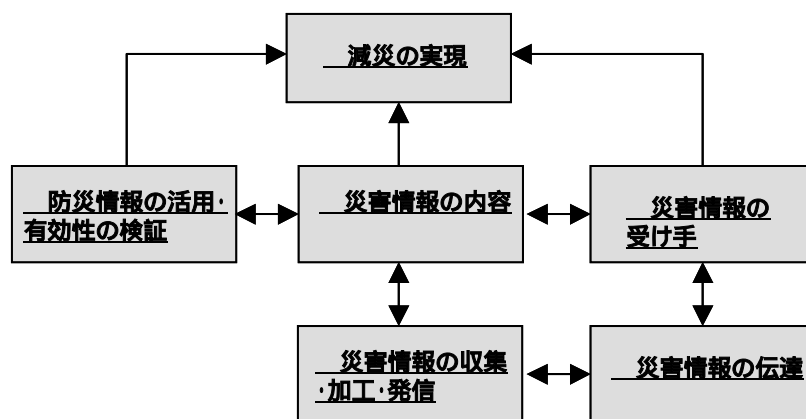 減災の実現
防災情報の活用・
有効性の検証
災害情報の内容
災害情報の
受け手
災害情報の収集
・加工・発信
災害情報の伝達